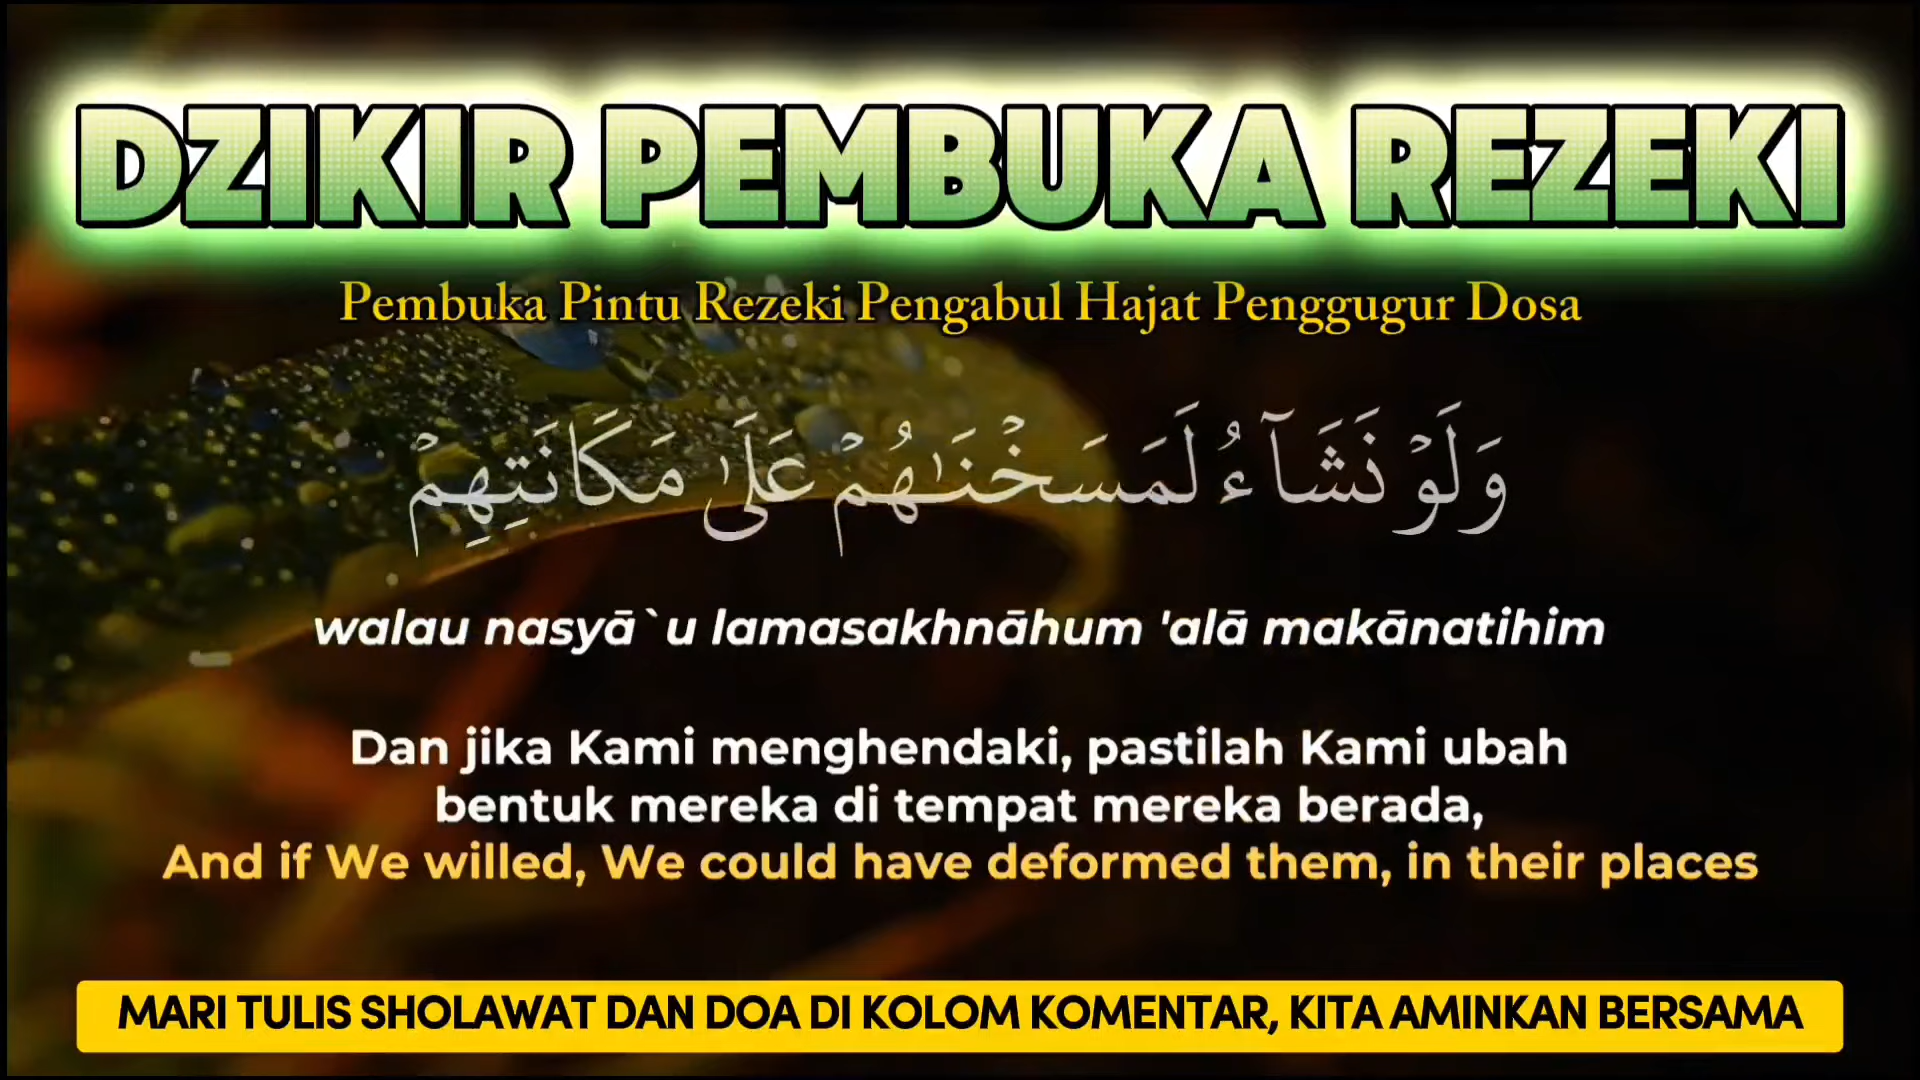 DZIKIR PEMBUKA REZEKI
Pembuka Pintu Rezeki Pengabul Hajat Penggugur Dosa
وَلَوۡ نَشَآءُ لَمَسَخۡنَٰهُمۡ عَلَىٰ مَكَانَتِهِمۡ
walau nasyā`u lamasakhnāhum 'alā makānatihim
Dan jika Kami menghendaki, pastilah Kami ubah
bentuk mereka di tempat mereka berada,
And if We willed, We could have deformed them, in their places
MARI TULIS SHOLAWAT DAN DOA DI KOLOM KOMENTAR, KITA AMINKAN BERSAMA